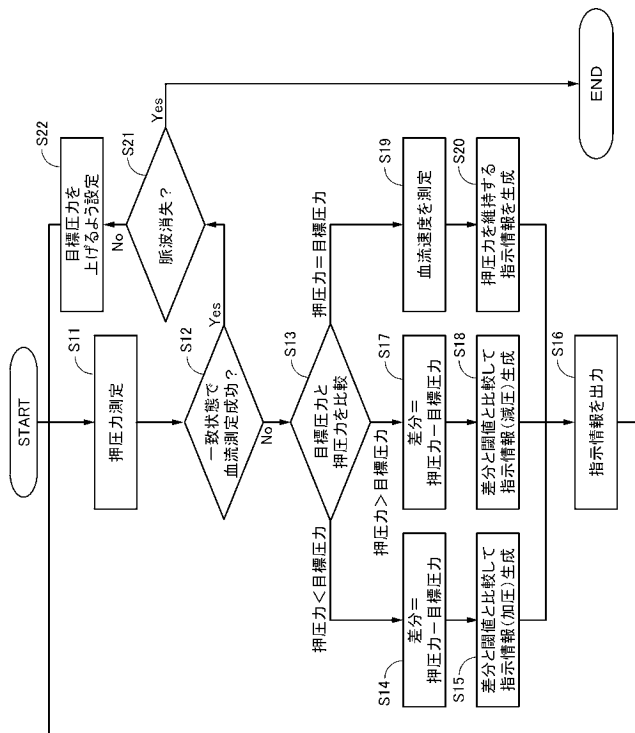 START
S11
押圧力測定
S12
一致状態で
血流測定成功？
Yes
No
S21
脈波消失？
Yes
No
S22
目標圧力を
上げるよう設定
END
S13
目標圧力と
押圧力を比較
押圧力＜目標圧力
押圧力＞目標圧力
押圧力＝目標圧力
S14
差分＝
押圧力－目標圧力
S15
差分と閾値と比較して
指示情報(加圧)生成
S17
差分＝
押圧力－目標圧力
S18
差分と閾値と比較して
指示情報(減圧)生成
S19
血流速度を測定
S20
押圧力を維持する
指示情報を生成
S16
指示情報を出力